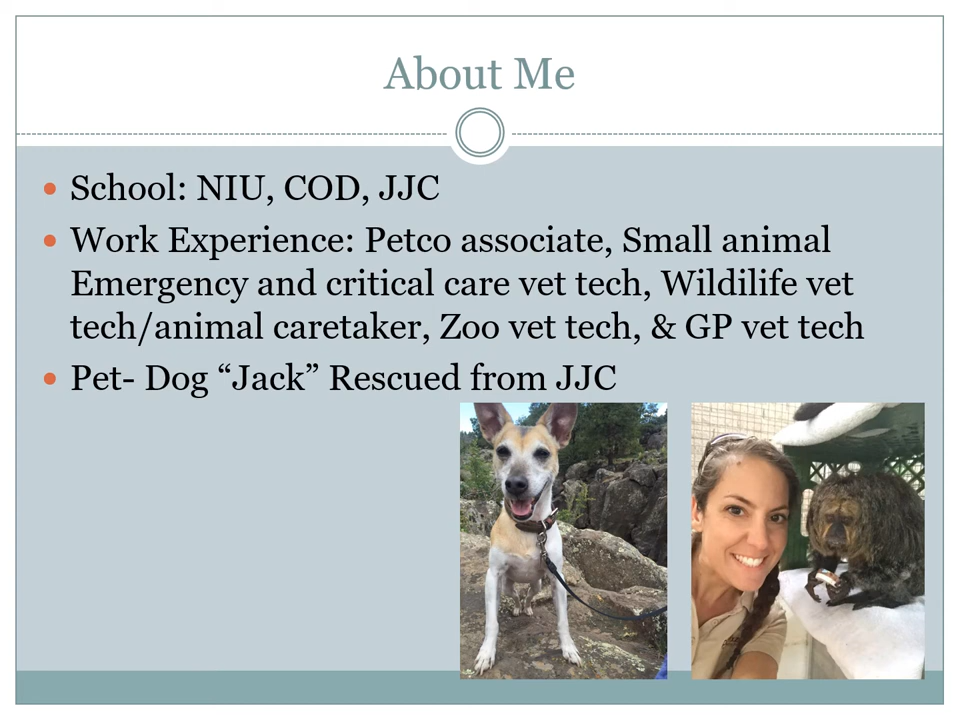 About Me
School: NIU, COD, JJC
Work Experience: Petco associate, Small animal
Emergency and critical care vet tech, Wildilife vet
tech/animal caretaker, Zoo vet tech, & GP vet tech
Pet- Dog “Jack” Rescued from JJC